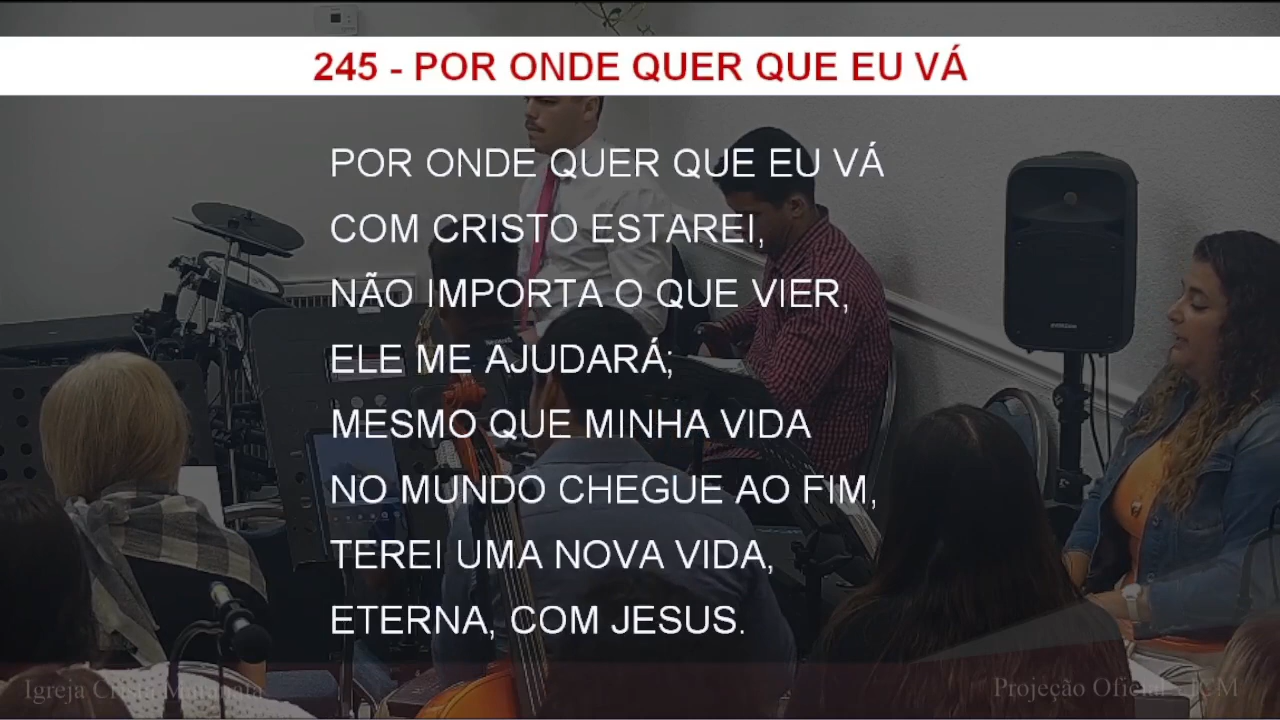 245 - POR ONDE QUER QUE EU VÁ
POR ONDE QUER QUE EU VÁ
COM CRISTO ESTAREI,
NÃO IMPORTA O QUE VIER,
ELE ME AJUDARÁ;
MESMO QUE MINHA VIDA
NO MUNDO CHEGUE AO FIM,
TEREI UMA NOVA VIDA,
ETERNA, COM JESUS.
Igreja Cristã Maranata
Projeção Oficial - ICM